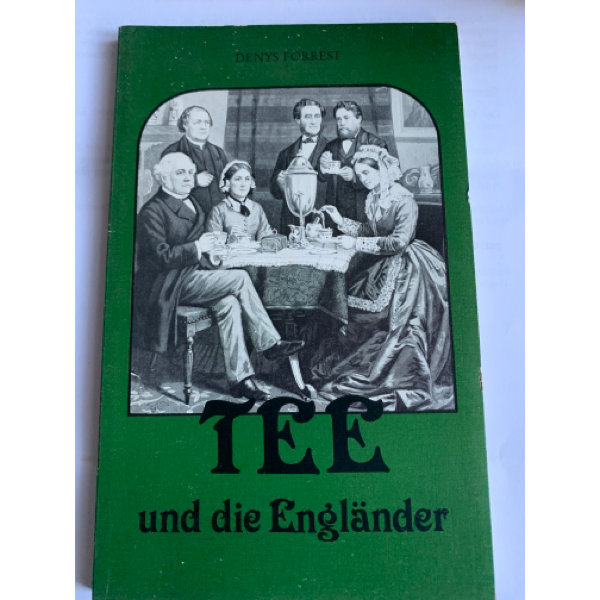 DENYS FORREST
TEE
und die Engländer